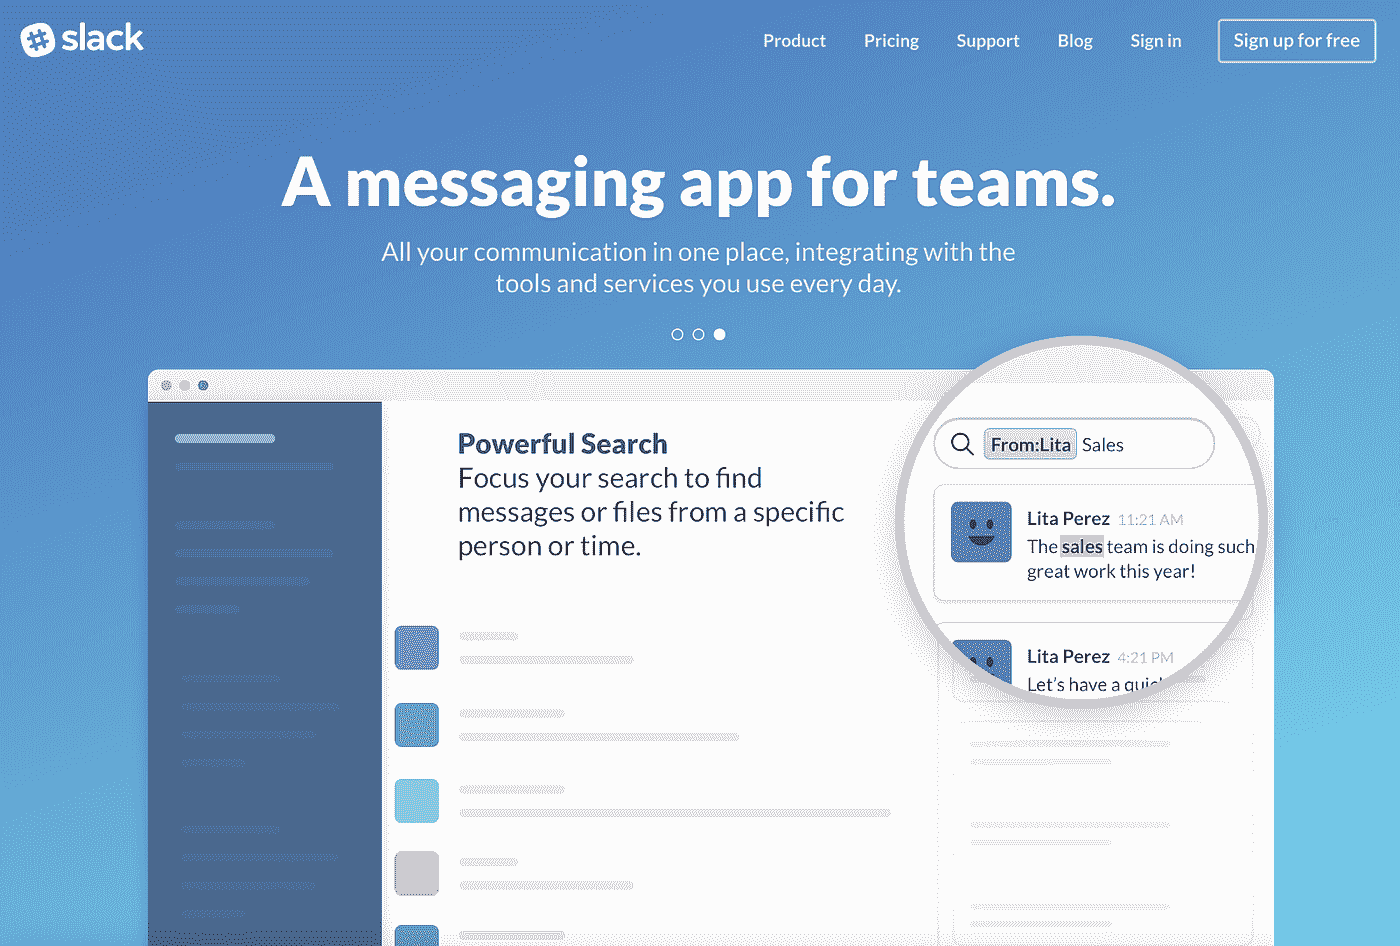 slack
Product Pricing Support Blog Sign in Sign up for free
A messaging app for teams.
All your communication in one place, integrating with the
tools and services you use every day.
Powerful Search
Focus your search to find
messages or files from a specific
person or time.
From:Lita Sales
Lita Perez 11:21 AM
The sales team is doing such
great work this year!
Lita Perez 4:21 PM
Let's have a quick